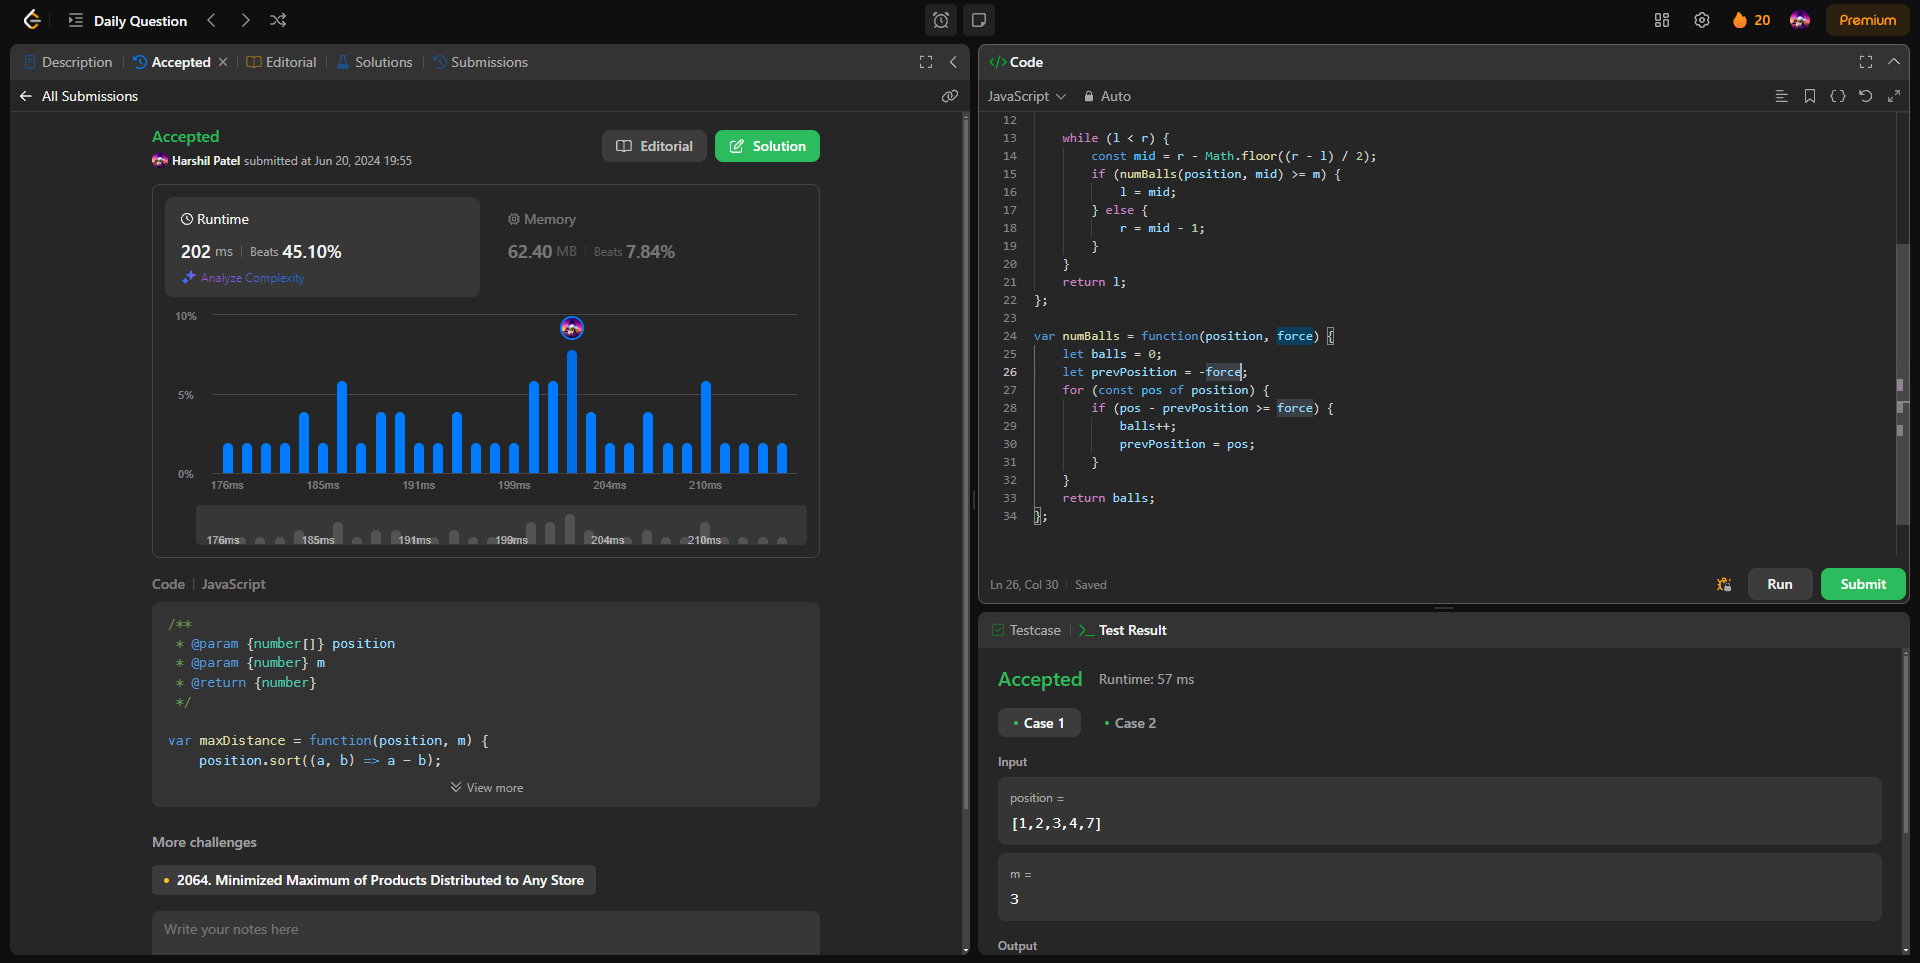 Daily Question
20
Premium
Description
Accepted
Editorial
Solutions
Submissions
All Submissions
Accepted
Harshil Patel submitted at Jun 20, 2024 19:55
Editorial
Solution
Runtime
202 ms
Beats 45.10%
Analyze Complexity
Memory
62.40 MB
Beats 7.84%
10%
5%
0%
176ms 185ms 191ms 199ms 204ms 210ms
176ms 185ms 191ms 199ms 204ms 210ms
Code
JavaScript
/**
* @param {number[]} position
* @param {number} m
* @return {number}
*/
var maxDistance = function(position, m) {
position.sort((a, b) => a - b);
View more
More challenges
2064. Minimized Maximum of Products Distributed to Any Store
Write your notes here
</> Code
JavaScript
Auto
12
13 while (l < r) {
14 const mid = r - Math.floor((r - l) / 2);
15 if (numBalls(position, mid) >= m) {
16 l = mid;
17 } else {
18 r = mid - 1;
19 }
20 }
21 return l;
22 };
23
24 var numBalls = function(position, force) {
25 let balls = 0;
26 let prevPosition = -force;
27 for (const pos of position) {
28 if (pos - prevPosition >= force) {
29 balls++;
30 prevPosition = pos;
31 }
32 }
33 return balls;
34 };
Ln 26, Col 30
Saved
Run
Submit
Testcase
Test Result
Accepted
Runtime: 57 ms
Case 1
Case 2
Input
position =
[1,2,3,4,7]
m =
3
Output